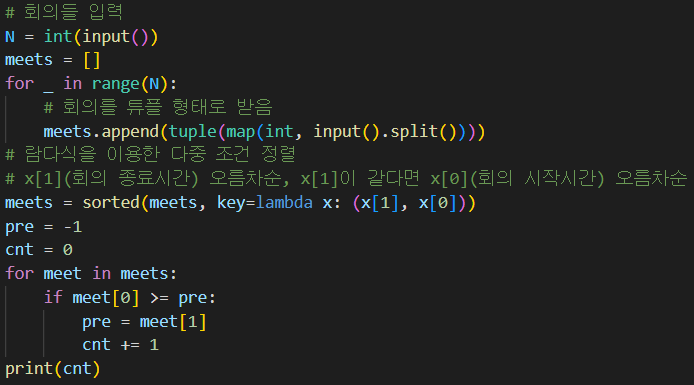 # 회의들 입력
N = int(input())
meets = []
for _ in range(N):
    # 회의를 튜플 형태로 받음
    meets.append(tuple(map(int, input().split())))
# 람다식을 이용한 다중 조건 정렬
# x[1](회의 종료시간) 오름차순, x[1]이 같다면 x[0](회의 시작시간) 오름차순
meets = sorted(meets, key=lambda x: (x[1], x[0]))
pre = -1
cnt = 0
for meet in meets:
    if meet[0] >= pre:
        pre = meet[1]
        cnt += 1
print(cnt)